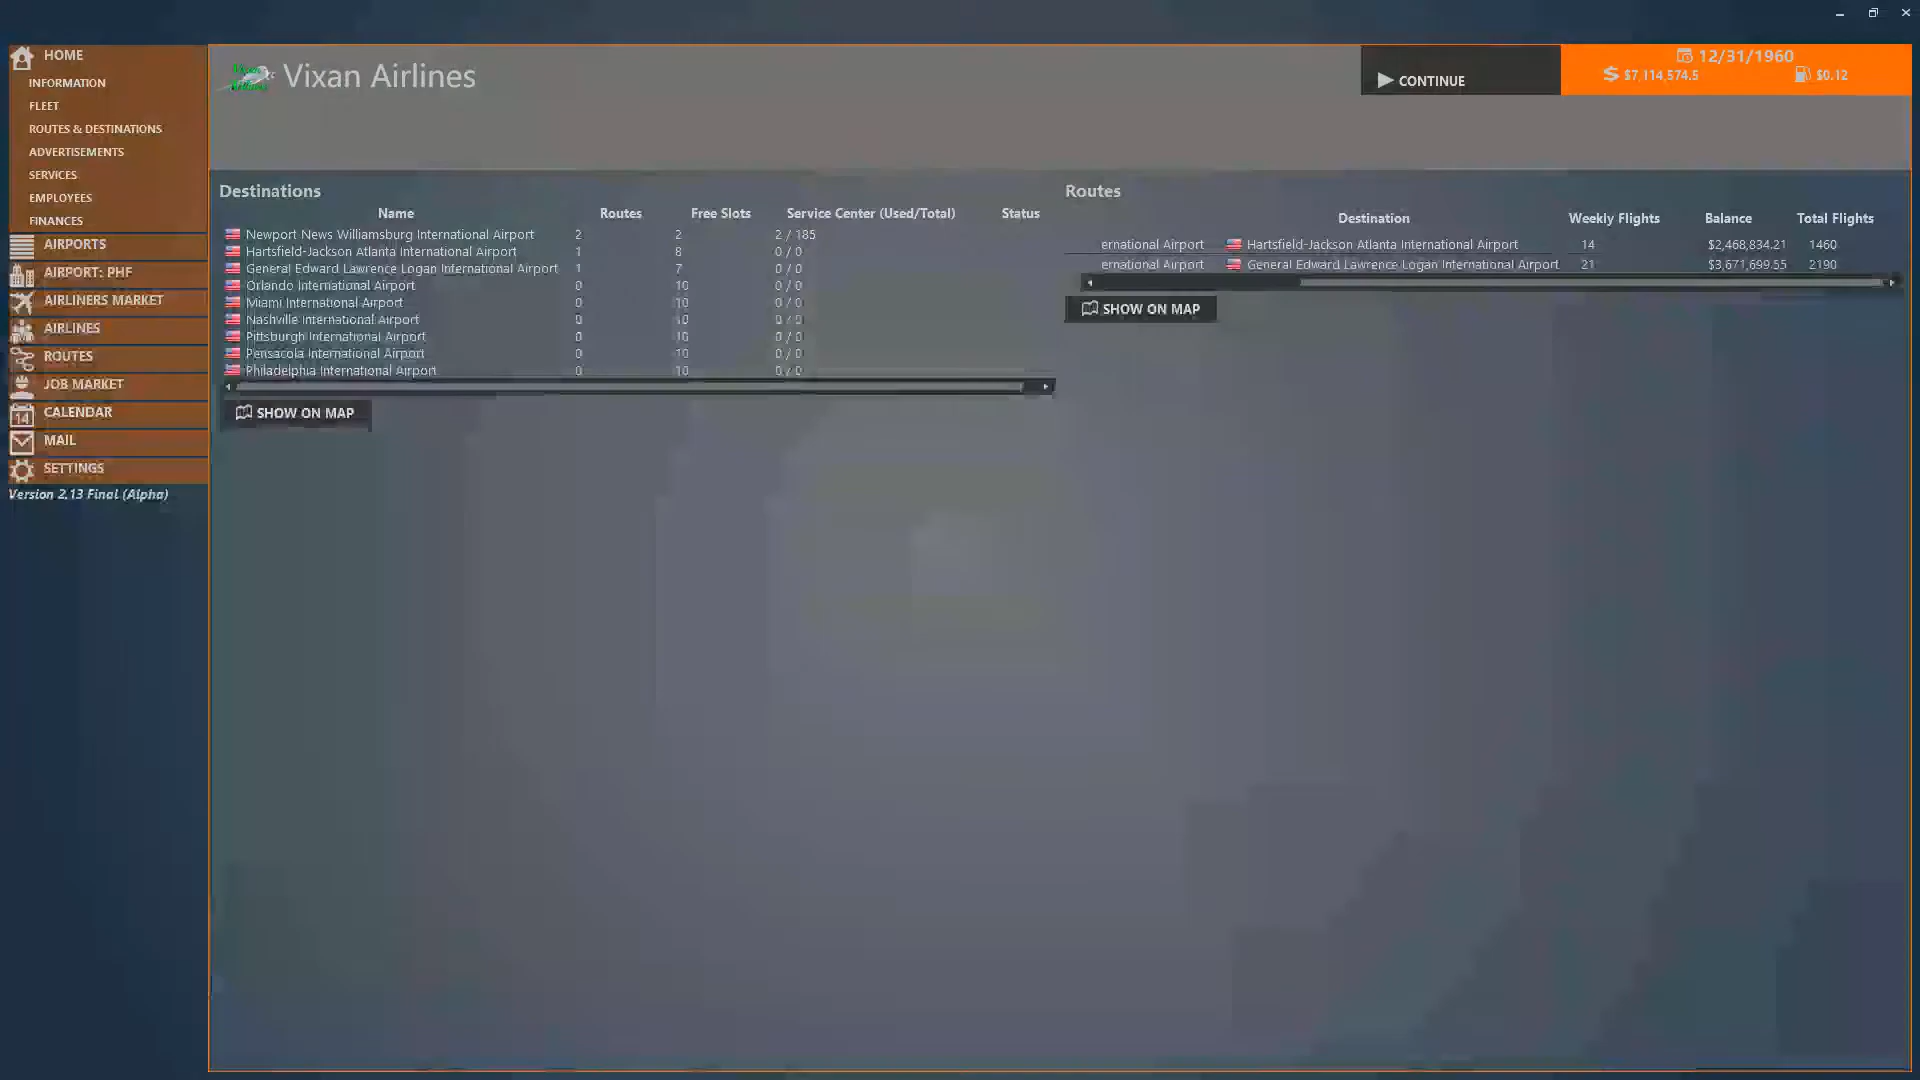 HOME
INFORMATION
FLEET
ROUTES & DESTINATIONS
ADVERTISEMENTS
SERVICES
EMPLOYEES
FINANCES
AIRPORTS
AIRPORT: PHF
AIRLINERS MARKET
AIRLINES
ROUTES
JOB MARKET
14 CALENDAR
MAIL
SETTINGS
Version 2.13 Final (Alpha)
Vixan Airlines
CONTINUE
12/31/1960
$7,114,574.5 $0.12
Destinations
Name Routes Free Slots Service Center (Used/Total) Status
Newport News Williamsburg International Airport 2 2 2 / 185
Hartsfield-Jackson Atlanta International Airport 1 8 0 / 0
General Edward Lawrence Logan International Airport 1 7 0 / 0
Orlando International Airport 0 10 0 / 0
Miami International Airport 0 10 0 / 0
Nashville International Airport 0 10 0 / 0
Pittsburgh International Airport 0 10 0 / 0
Pensacola International Airport 0 10 0 / 0
Philadelphia International Airport 0 10 0 / 0
SHOW ON MAP
Routes
Destination Weekly Flights Balance Total Flights
ernational Airport Hartsfield-Jackson Atlanta International Airport 14 $2,468,834.21 1460
ernational Airport General Edward Lawrence Logan International Airport 21 $3,671,699.55 2190
SHOW ON MAP